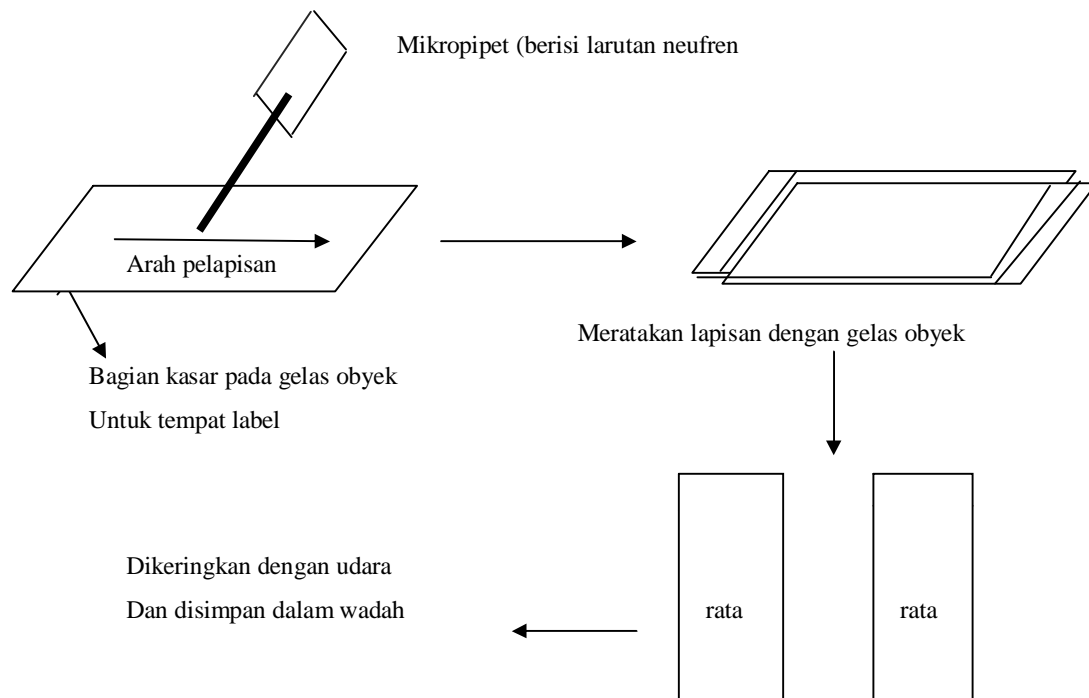 Mikropipet (berisi larutan neufren
Arah pelapisan
Meratakan lapisan dengan gelas obyek
Bagian kasar pada gelas obyek
Untuk tempat label
Dikeringkan dengan udara
Dan disimpan dalam wadah
rata
rata